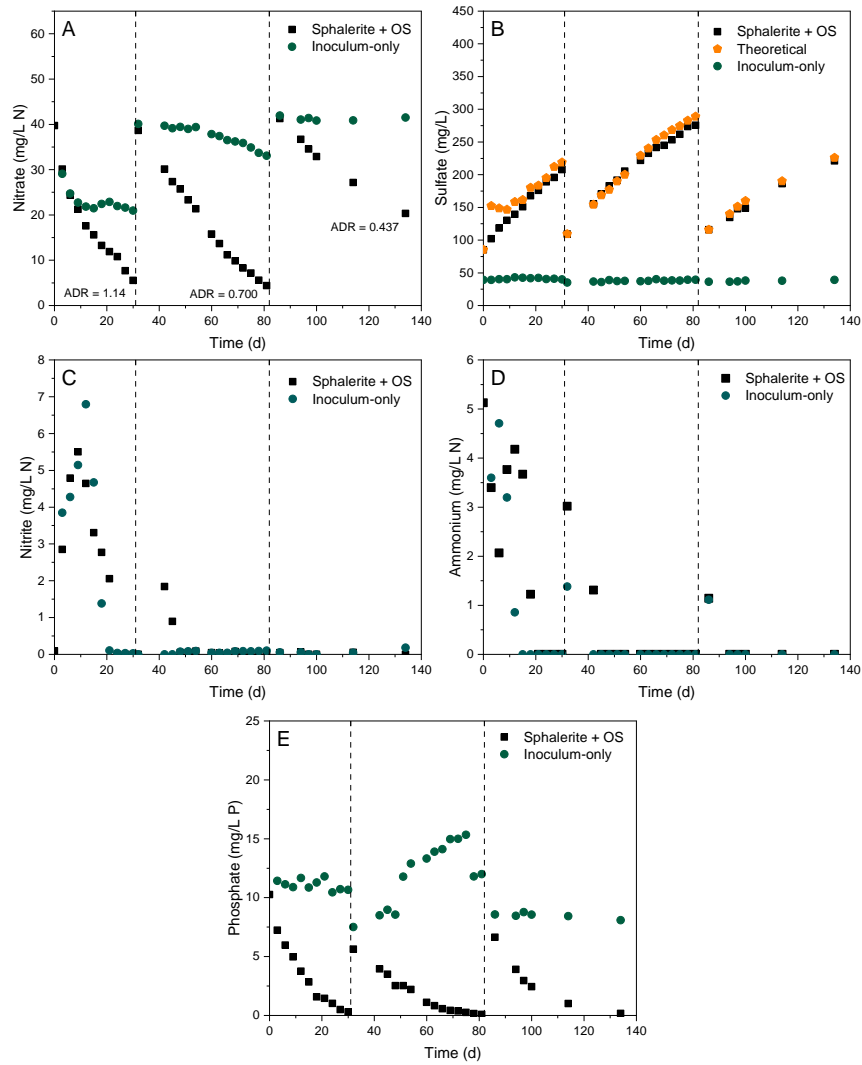 A
Sphalerite + OS
Inoculum-only
65
60
50
40
30
20
10
0
Nitrate (mg/L N)
ADR = 1.14
ADR = 0.700
ADR = 0.437
0 20 40 60 80 100 120 140
Time (d)
B
Sphalerite + OS
Theoretical
Inoculum-only
450
400
350
300
250
200
150
100
50
0
Sulfate (mg/L)
0 20 40 60 80 100 120 140
Time (d)
C
Sphalerite + OS
Inoculum-only
8
7
6
5
4
3
2
1
0
Nitrite (mg/L N)
0 20 40 60 80 100 120 140
Time (d)
D
Sphalerite + OS
Inoculum-only
6
5
4
3
2
1
0
Ammonium (mg/L N)
0 20 40 60 80 100 120 140
Time (d)
E
Sphalerite + OS
Inoculum-only
25
20
15
10
5
0
Phosphate (mg/L P)
0 20 40 60 80 100 120 140
Time (d)